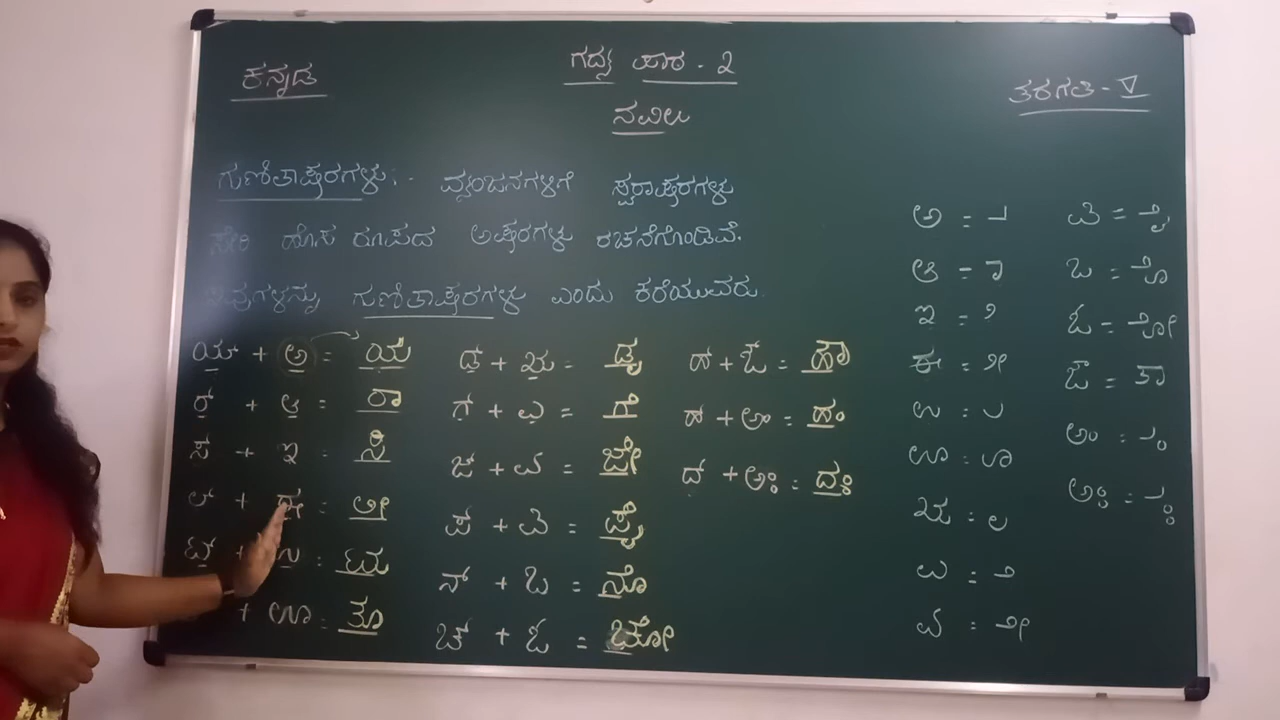 ಕನ್ನಡ
ಗದ್ಯ ಪಾಠ - ೨
ತರಗತಿ - V
ನವಿಲು
ಗುಣಿತಾಕ್ಷರಗಳು :- ವ್ಯಂಜನಗಳಿಗೆ ಸ್ವರಾಕ್ಷರಗಳು
ಸೇರಿ ಹೊಸ ರೂಪದ ಅಕ್ಷರಗಳು ರಚನೆಗೊಂಡಿವೆ.
ಇವುಗಳನ್ನು ಗುಣಿತಾಕ್ಷರಗಳು ಎಂದು ಕರೆಯುವರು.
ಯ್ + ಅ = ಯ
ರ್ + ಆ = ರಾ
ಸ್ + ಇ = ಸಿ
ಲ್ + ಈ = ಲೀ
ಟ್ + ಉ = ಟು
+ ಊ = ತೂ
ಡ್ + ಋ = ಡೃ
ಗ್ + ಎ = ಗೆ
ಜ್ + ಏ = ಜೇ
ಪ್ + ಐ = ಪೈ
ನ್ + ಒ = ನೊ
ಚ್ + ಓ = ಚೋ
ಹ್ + ಔ = ಹೌ
ಹ್ + ಅಂ = ಹಂ
ದ್ + ಅಃ = ದಃ
ಅ =
ಆ = ಾ
ಇ = ಿ
ಈ = ೀ
ಉ = ು
ಊ = ೂ
ಋ = ೃ
ಎ = ೆ
ಏ = ೇ
ಐ = ೈ
ಒ = ೊ
ಓ = ೋ
ಔ = ೌ
ಅಂ = ಂ
ಅಃ = ಃ